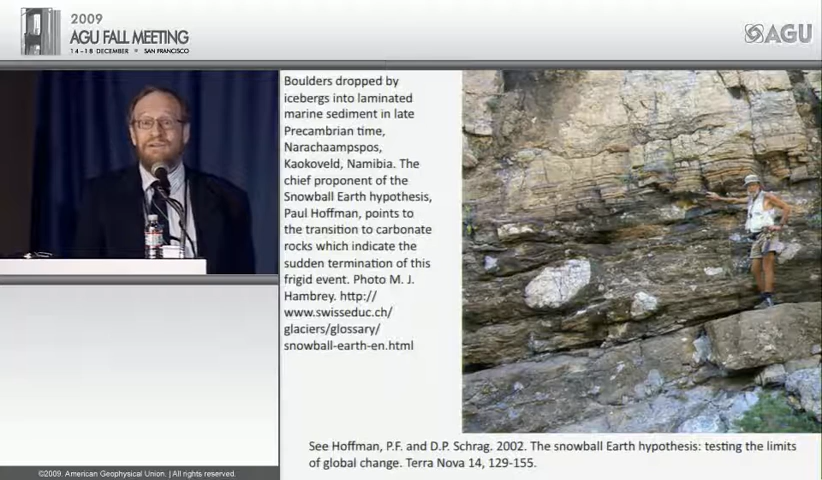 2009
AGU FALL MEETING
14-18 DECEMBER • SAN FRANCISCO
AGU
Boulders dropped by
icebergs into laminated
marine sediment in late
Precambrian time,
Narachaampspos,
Kaokoveld, Namibia. The
chief proponent of the
Snowball Earth hypothesis,
Paul Hoffman, points to
the transition to carbonate
rocks which indicate the
sudden termination of this
frigid event. Photo M. J.
Hambrey. http://
www.swisseduc.ch/
glaciers/glossary/
snowball-earth-en.html
See Hoffman, P.F. and D.P. Schrag. 2002. The snowball Earth hypothesis: testing the limits
of global change. Terra Nova 14, 129-155.
©2009. American Geophysical Union. | All rights reserved.